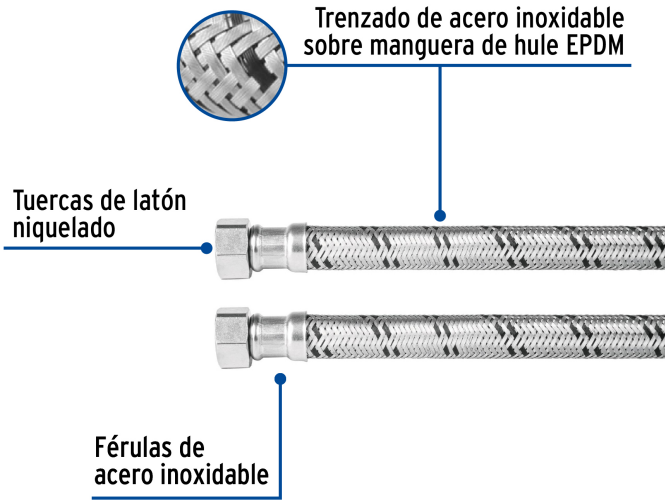 Trenzado de acero inoxidable
sobre manguera de hule EPDM
Tuercas de latón
niquelado
Férulas de
acero inoxidable